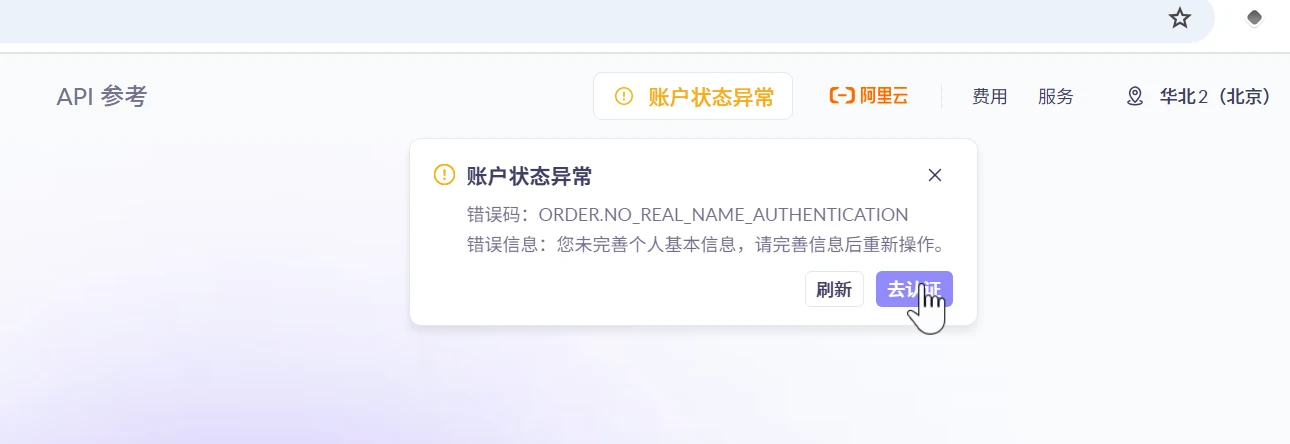 API 参考
账户状态异常
阿里云
费用
服务
华北2（北京）
账户状态异常
错误码：ORDER.NO_REAL_NAME_AUTHENTICATION
错误信息：您未完善个人基本信息，请完善信息后重新操作。
刷新
去认证